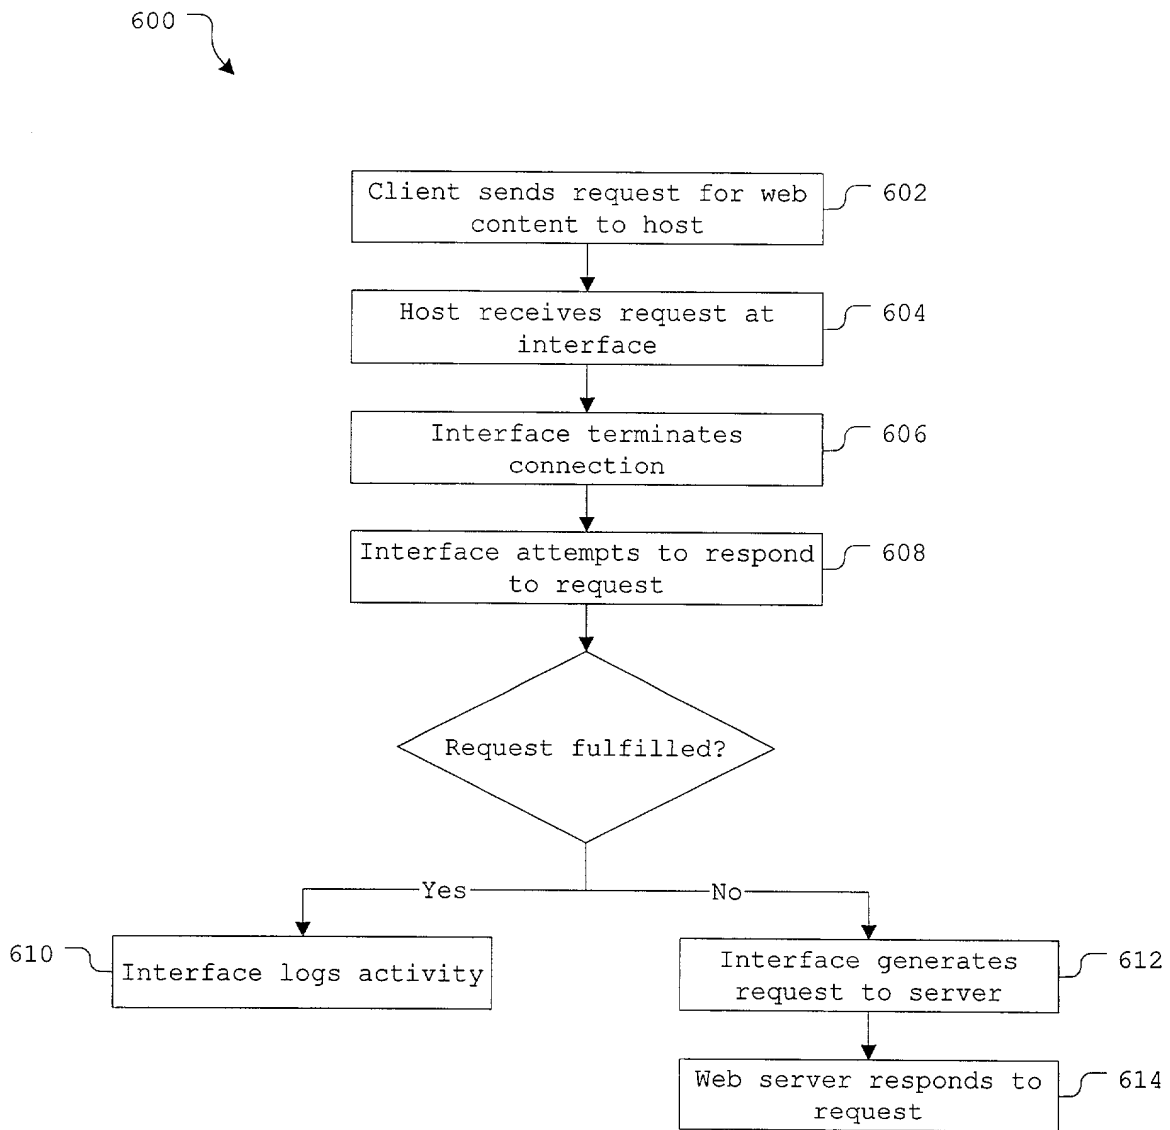 600
Client sends request for web
content to host
602
Host receives request at
interface
604
Interface terminates
connection
606
Interface attempts to respond
to request
608
Request fulfilled?
Yes
No
610
Interface logs activity
Interface generates
request to server
612
Web server responds to
request
614